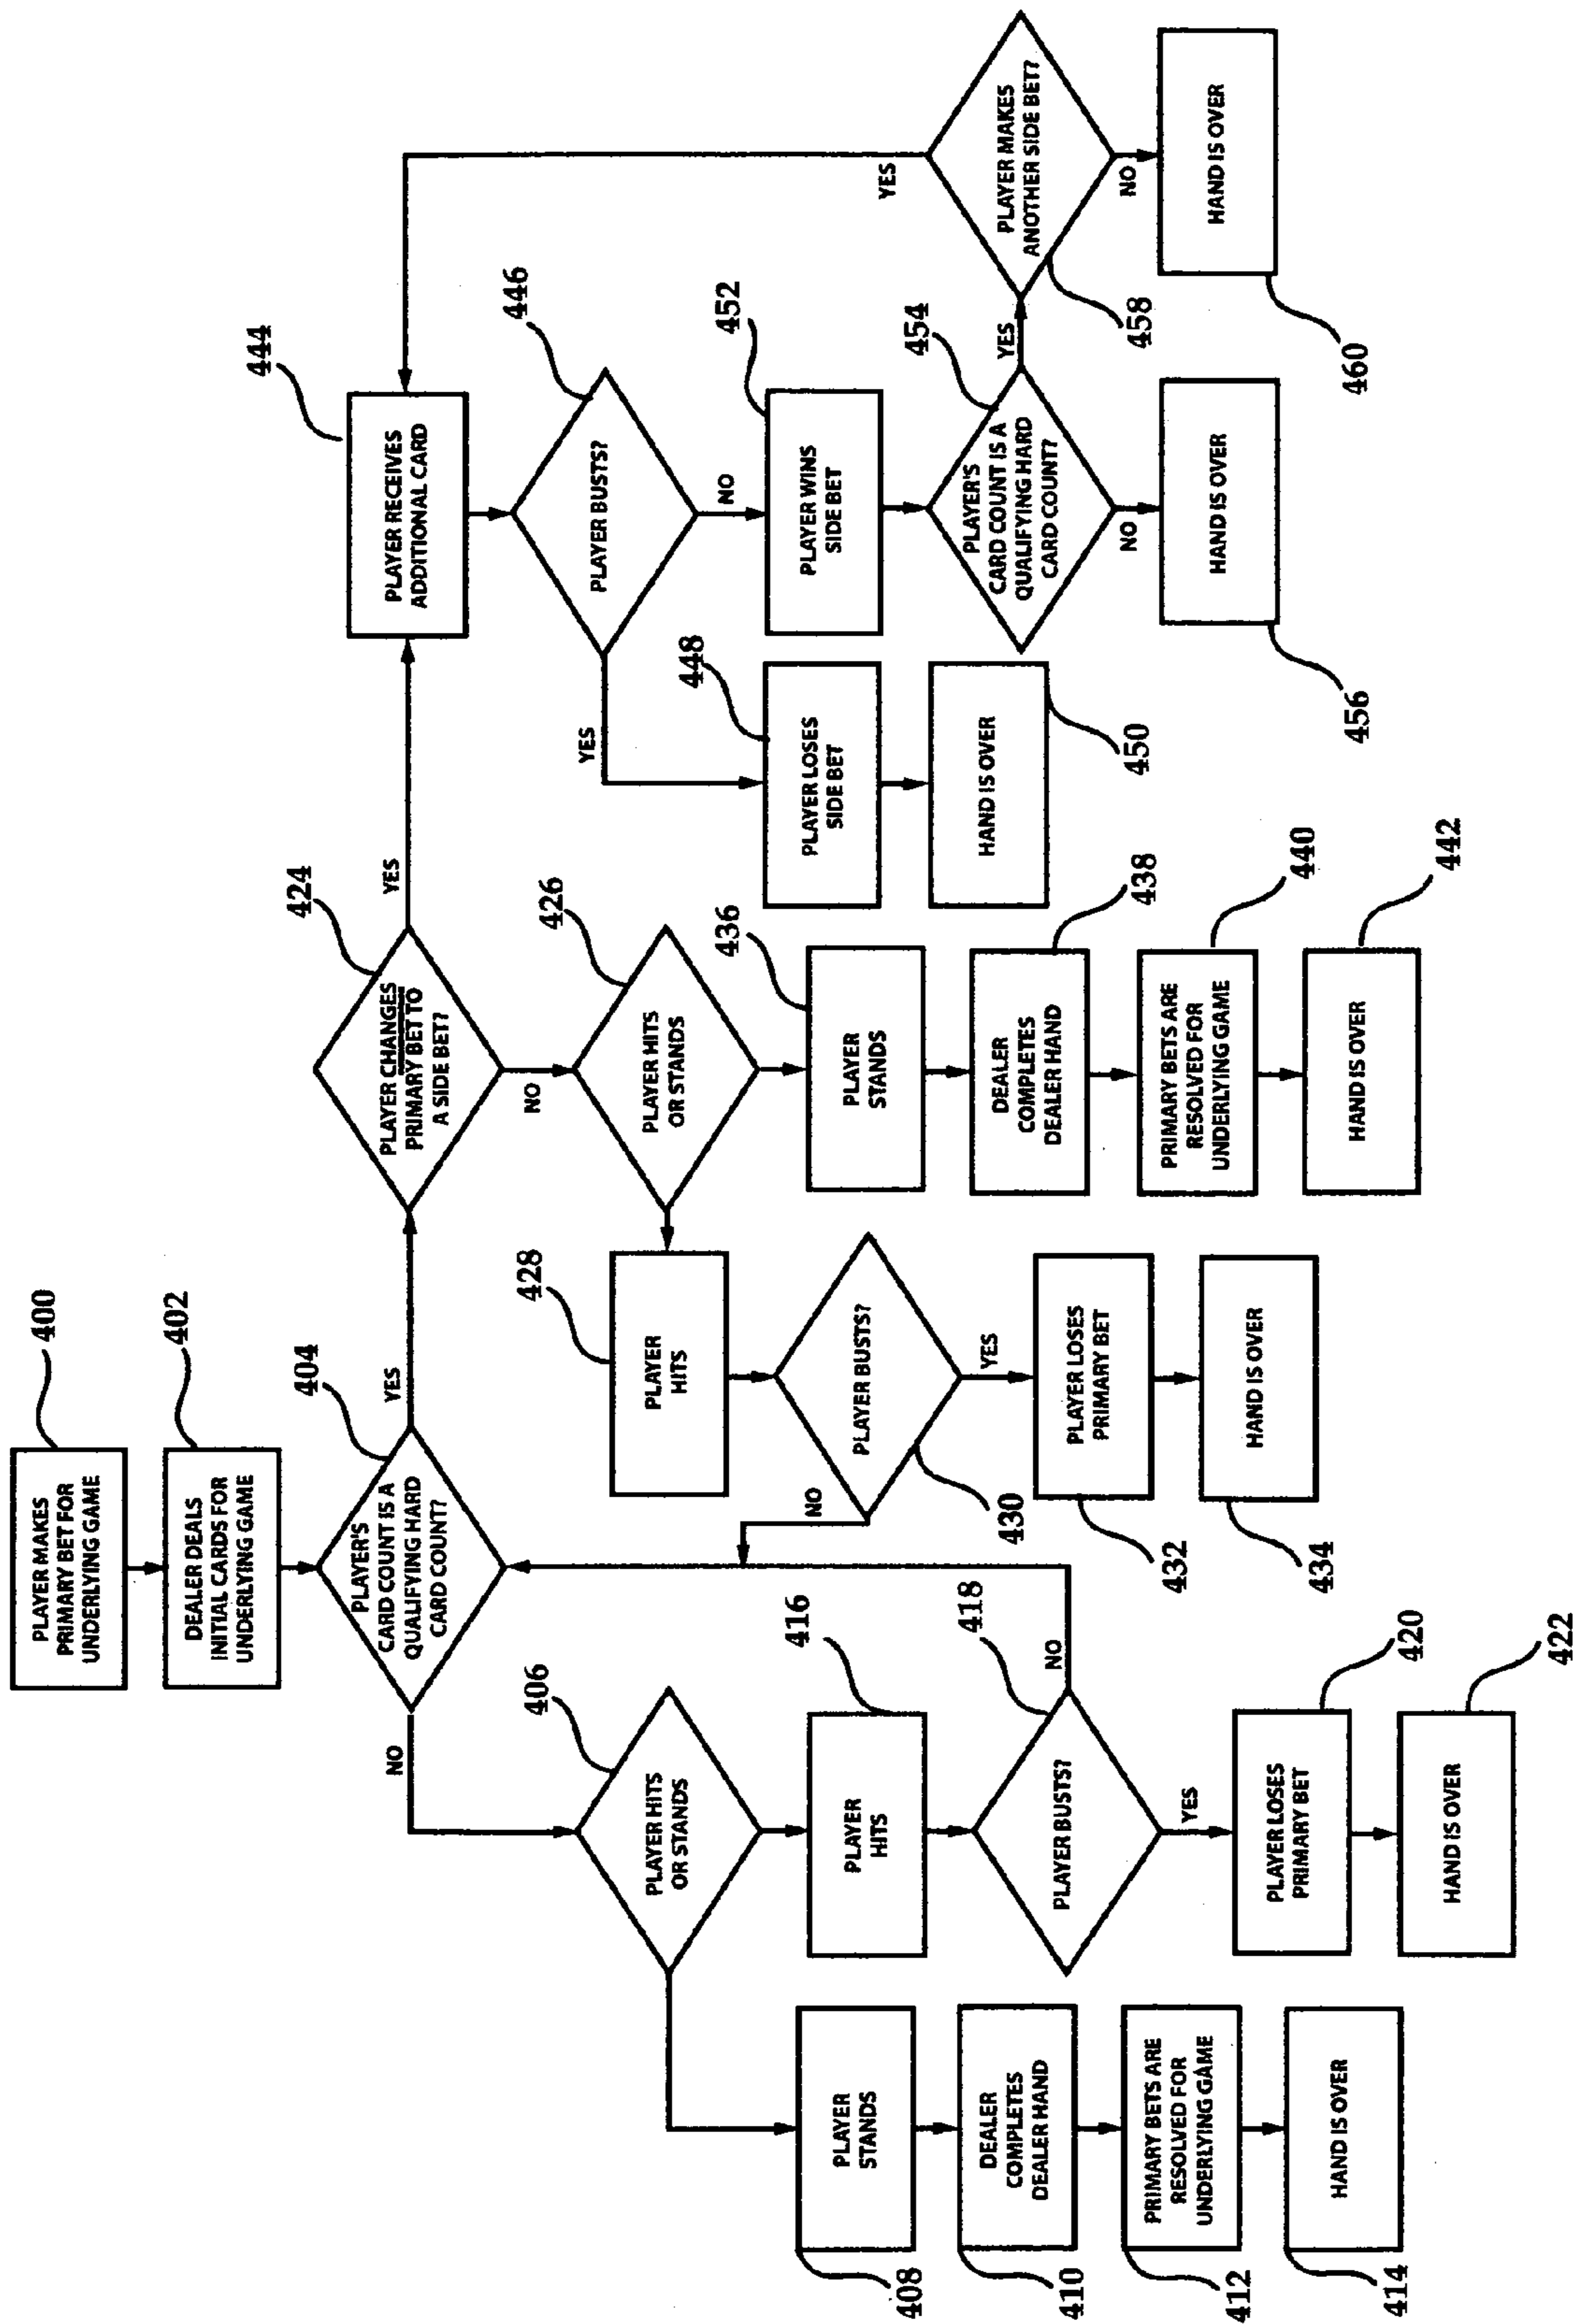 400
PLAYER MAKES
PRIMARY BET FOR
UNDERLYING GAME
402
DEALER DEALS
INITIAL CARDS FOR
UNDERLYING GAME
404
PLAYER'S
CARD COUNT IS A
QUALIFYING HARD
CARD COUNT?
NO
YES
406
PLAYER HITS
OR STANDS
PLAYER
STANDS
408
DEALER
COMPLETES
DEALER HAND
410
PRIMARY BETS ARE
RESOLVED FOR
UNDERLYING GAME
412
HAND IS OVER
414
416
PLAYER
HITS
418
PLAYER BUSTS?
NO
YES
PLAYER LOSES
PRIMARY BET
420
HAND IS OVER
422
424
PLAYER CHANGES
PRIMARY BET TO
A SIDE BET?
YES
NO
426
PLAYER HITS
OR STANDS
428
PLAYER
HITS
PLAYER BUSTS?
430
NO
YES
PLAYER LOSES
PRIMARY BET
432
HAND IS OVER
434
436
PLAYER
STANDS
438
DEALER
COMPLETES
DEALER HAND
440
PRIMARY BETS ARE
RESOLVED FOR
UNDERLYING GAME
442
HAND IS OVER
444
PLAYER RECEIVES
ADDITIONAL CARD
446
PLAYER BUSTS?
YES
NO
448
PLAYER LOSES
SIDE BET
HAND IS OVER
450
452
PLAYER WINS
SIDE BET
454
PLAYER'S
CARD COUNT IS A
QUALIFYING HARD
CARD COUNT?
YES
NO
HAND IS OVER
456
YES
PLAYER MAKES
ANOTHER SIDE BET?
458
NO
HAND IS OVER
460